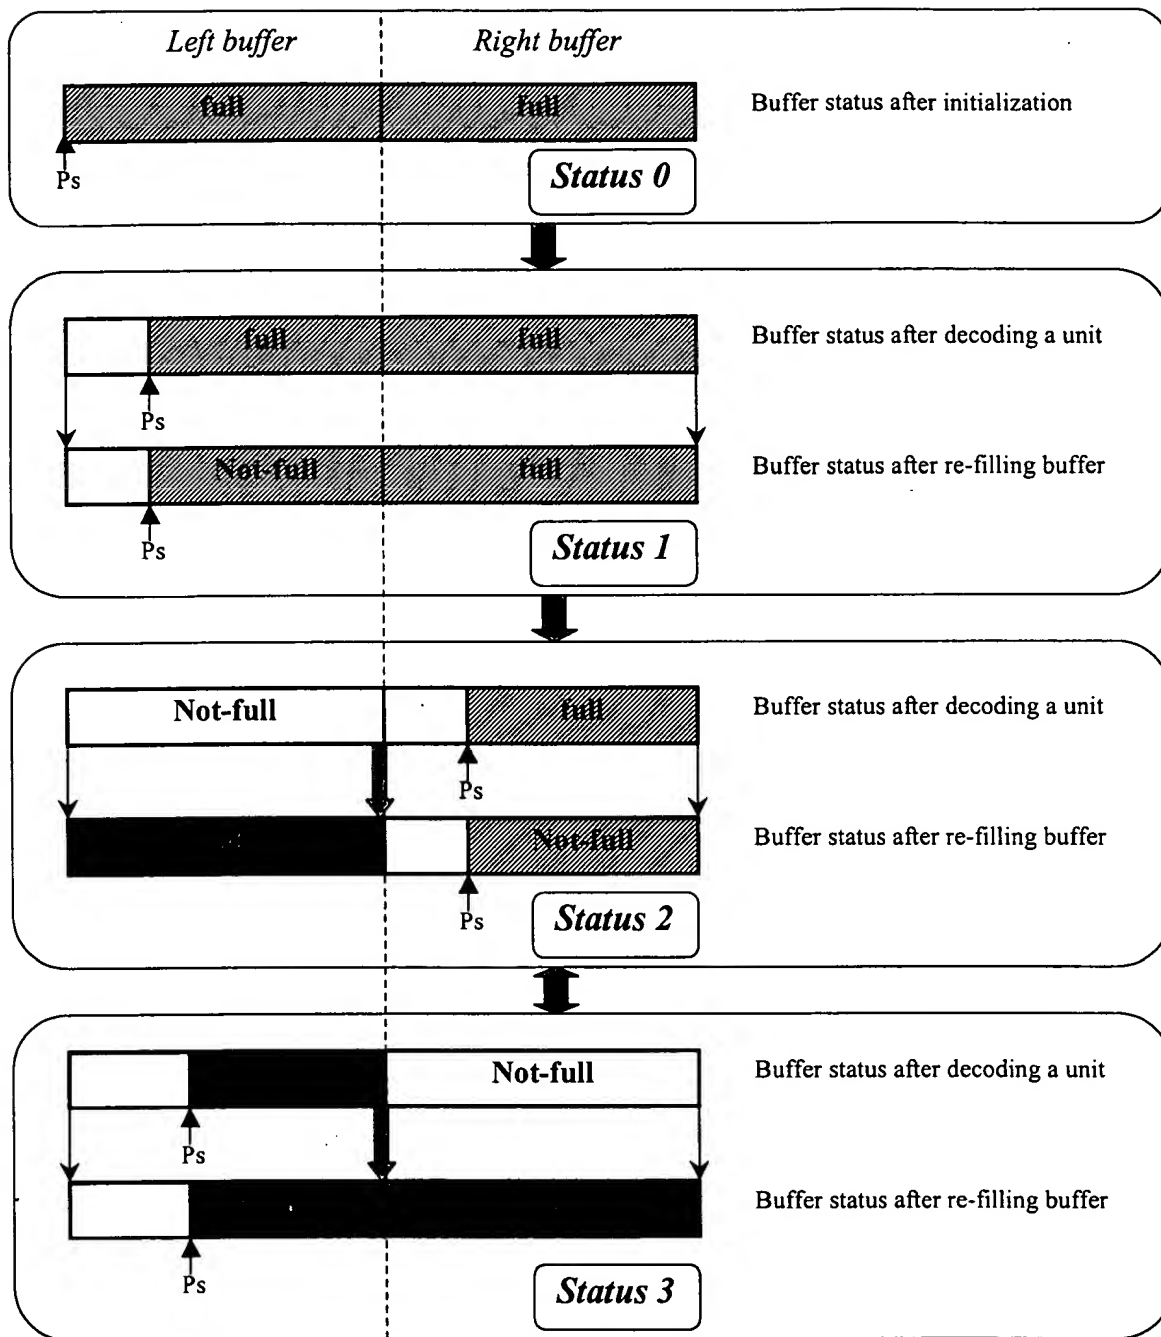 Left buffer Right buffer
full full Buffer status after initialization
Ps
Status 0
full full Buffer status after decoding a unit
Ps
Not-full full Buffer status after re-filling buffer
Ps
Status 1
Not-full full Buffer status after decoding a unit
Ps
Not-full Buffer status after re-filling buffer
Ps
Status 2
Not-full Buffer status after decoding a unit
Ps
Buffer status after re-filling buffer
Ps
Status 3